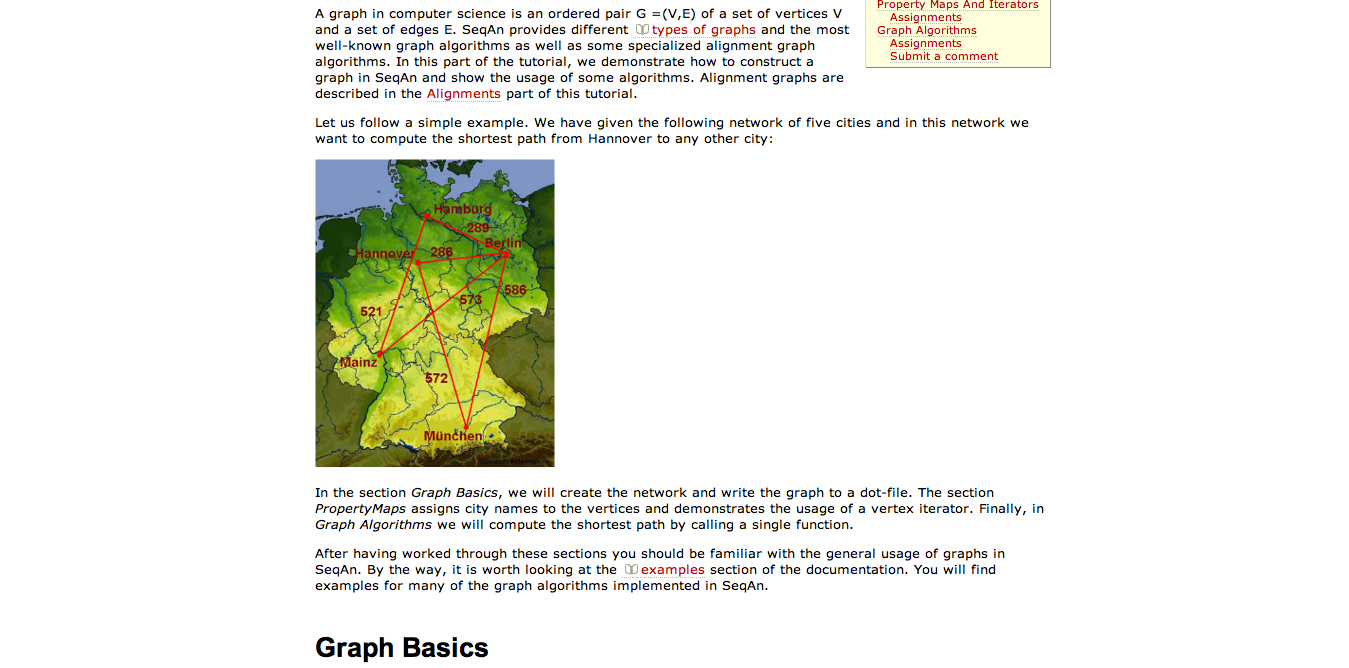 A graph in computer science is an ordered pair G =(V,E) of a set of vertices V
and a set of edges E. SeqAn provides different types of graphs and the most
well-known graph algorithms as well as some specialized alignment graph
algorithms. In this part of the tutorial, we demonstrate how to construct a
graph in SeqAn and show the usage of some algorithms. Alignment graphs are
described in the Alignments part of this tutorial.
Property Maps And Iterators
Assignments
Graph Algorithms
Assignments
Submit a comment
Let us follow a simple example. We have given the following network of five cities and in this network we
want to compute the shortest path from Hannover to any other city:
Hamburg
289
Berlin
Hannover
286
586
573
521
Mainz
572
München
In the section Graph Basics, we will create the network and write the graph to a dot-file. The section
PropertyMaps assigns city names to the vertices and demonstrates the usage of a vertex iterator. Finally, in
Graph Algorithms we will compute the shortest path by calling a single function.
After having worked through these sections you should be familiar with the general usage of graphs in
SeqAn. By the way, it is worth looking at the examples section of the documentation. You will find
examples for many of the graph algorithms implemented in SeqAn.
Graph Basics